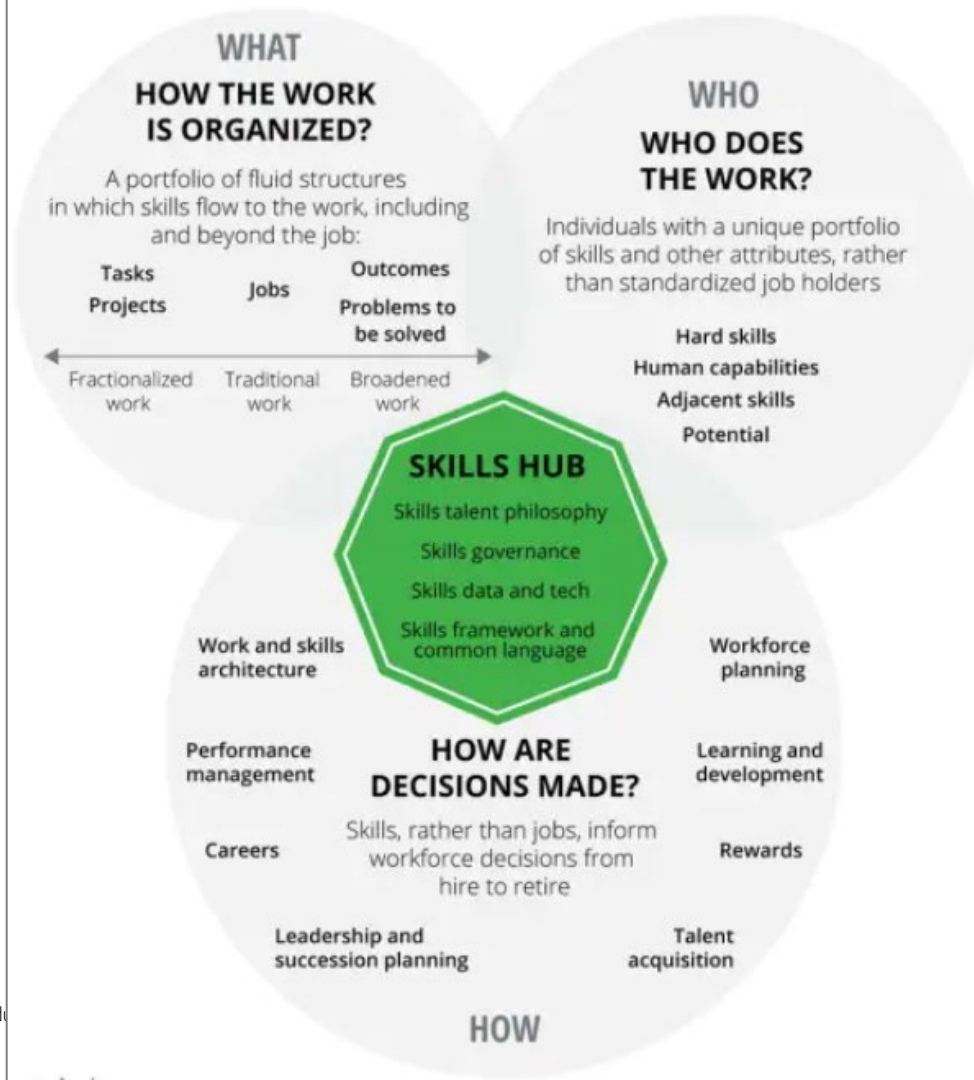 WHAT
HOW THE WORK
IS ORGANIZED?
A portfolio of fluid structures
in which skills flow to the work, including
and beyond the job:
Tasks
Projects
Jobs
Outcomes
Problems to
be solved
Fractionalized
work
Traditional
work
Broadened
work
WHO
WHO DOES
THE WORK?
Individuals with a unique portfolio
of skills and other attributes, rather
than standardized job holders
Hard skills
Human capabilities
Adjacent skills
Potential
SKILLS HUB
Skills talent philosophy
Skills governance
Skills data and tech
Skills framework and
common language
Work and skills
architecture
Performance
management
Careers
Leadership and
succession planning
HOW ARE
DECISIONS MADE?
Skills, rather than jobs, inform
workforce decisions from
hire to retire
Workforce
planning
Learning and
development
Rewards
Talent
acquisition
HOW